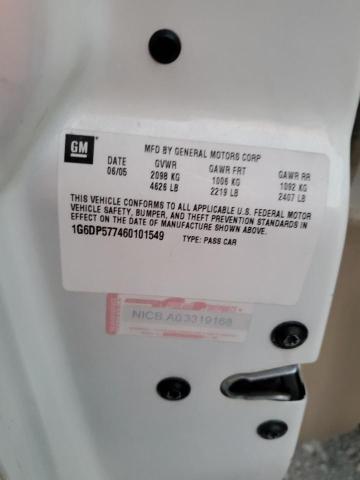 GM
MFD BY GENERAL MOTORS CORP
DATE GVWR GAWR FRT GAWR RR
06/05 2098 KG 1006 KG 1092 KG
4626 LB 2219 LB 2407 LB
THIS VEHICLE CONFORMS TO ALL APPLICABLE U.S. FEDERAL MOTOR
VEHICLE SAFETY, BUMPER, AND THEFT PREVENTION STANDARDS IN
EFFECT ON THE DATE OF MANUFACTURE SHOWN ABOVE.
1G6DP577460101549
TYPE: PASS CAR
NICB A03319168